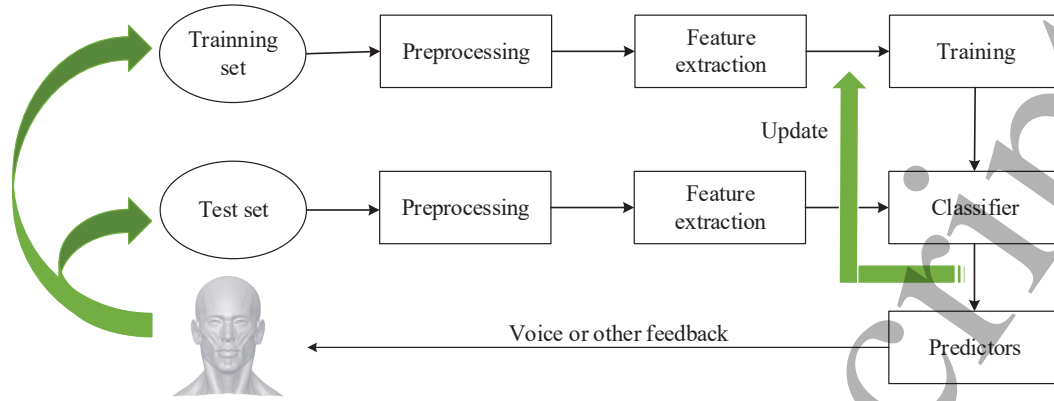 Trainning
set
Preprocessing
Feature
extraction
Training
Update
Test set
Preprocessing
Feature
extraction
Classifier
Voice or other feedback
Predictors